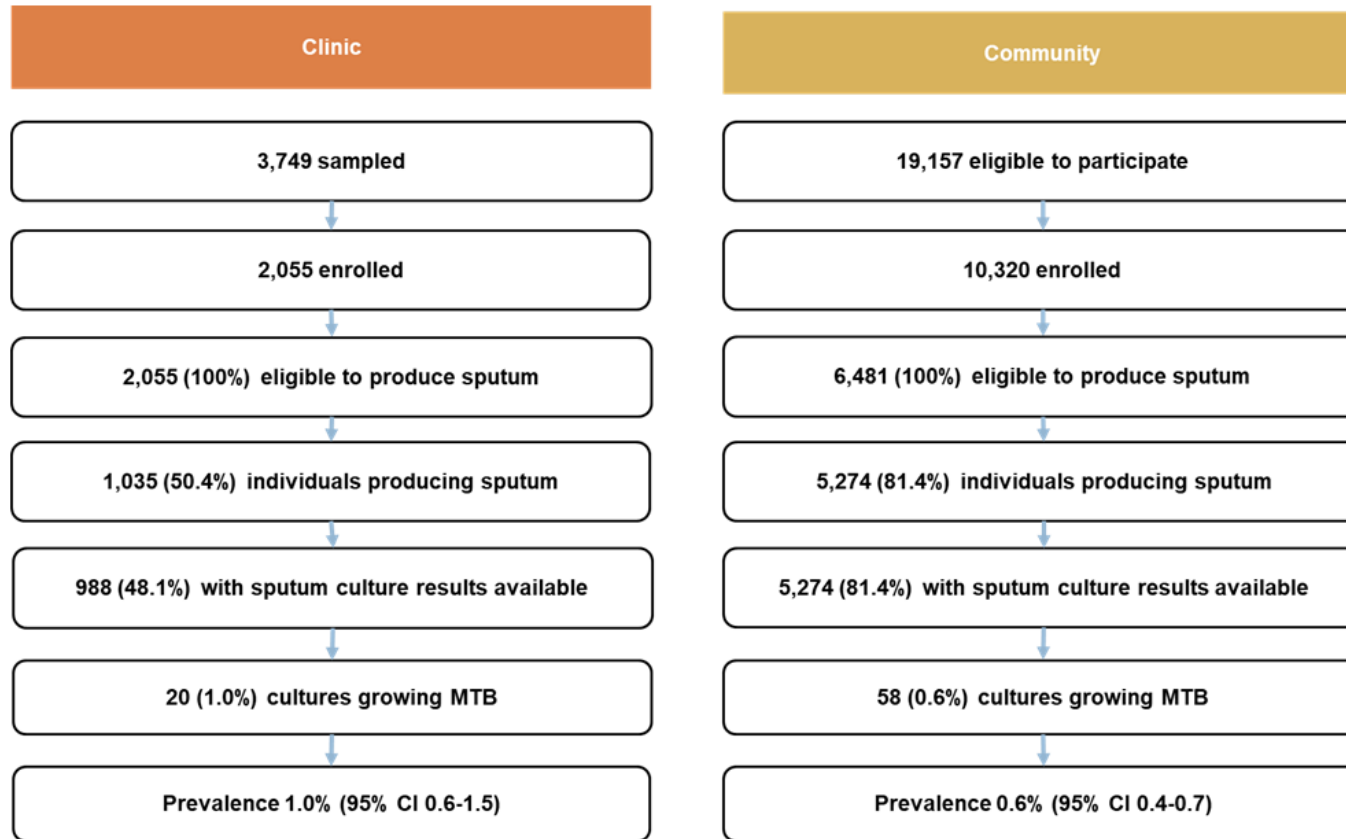 Clinic
3,749 sampled
2,055 enrolled
2,055 (100%) eligible to produce sputum
1,035 (50.4%) individuals producing sputum
988 (48.1%) with sputum culture results available
20 (1.0%) cultures growing MTB
Prevalence 1.0% (95% CI 0.6-1.5)
Community
19,157 eligible to participate
10,320 enrolled
6,481 (100%) eligible to produce sputum
5,274 (81.4%) individuals producing sputum
5,274 (81.4%) with sputum culture results available
58 (0.6%) cultures growing MTB
Prevalence 0.6% (95% CI 0.4-0.7)